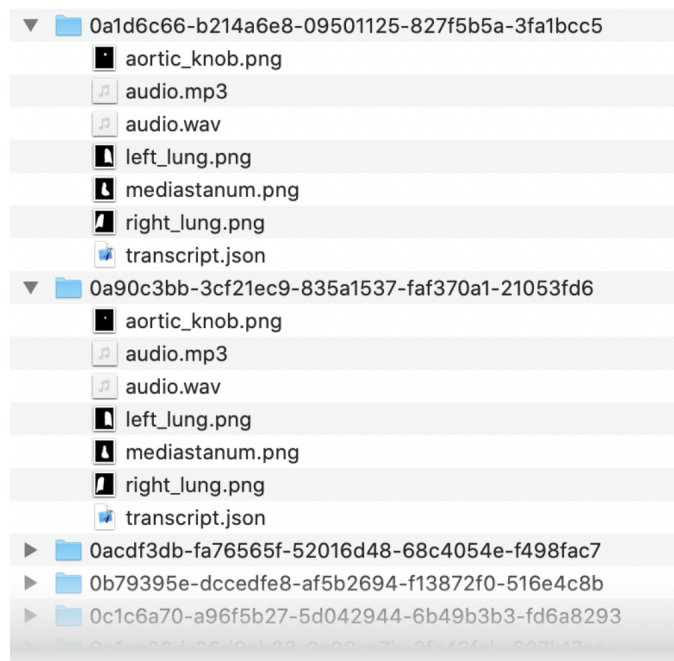 0a1d6c66-b214a6e8-09501125-827f5b5a-3fa1bcc5
aortic_knob.png
audio.mp3
audio.wav
left_lung.png
mediastanum.png
right_lung.png
transcript.json
0a90c3bb-3cf21ec9-835a1537-faf370a1-21053fd6
aortic_knob.png
audio.mp3
audio.wav
left_lung.png
mediastanum.png
right_lung.png
transcript.json
0acdf3db-fa76565f-52016d48-68c4054e-f498fac7
0b79395e-dccedfe8-af5b2694-f13872f0-516e4c8b
0c1c6a70-a96f5b27-5d042944-6b49b3b3-fd6a8293